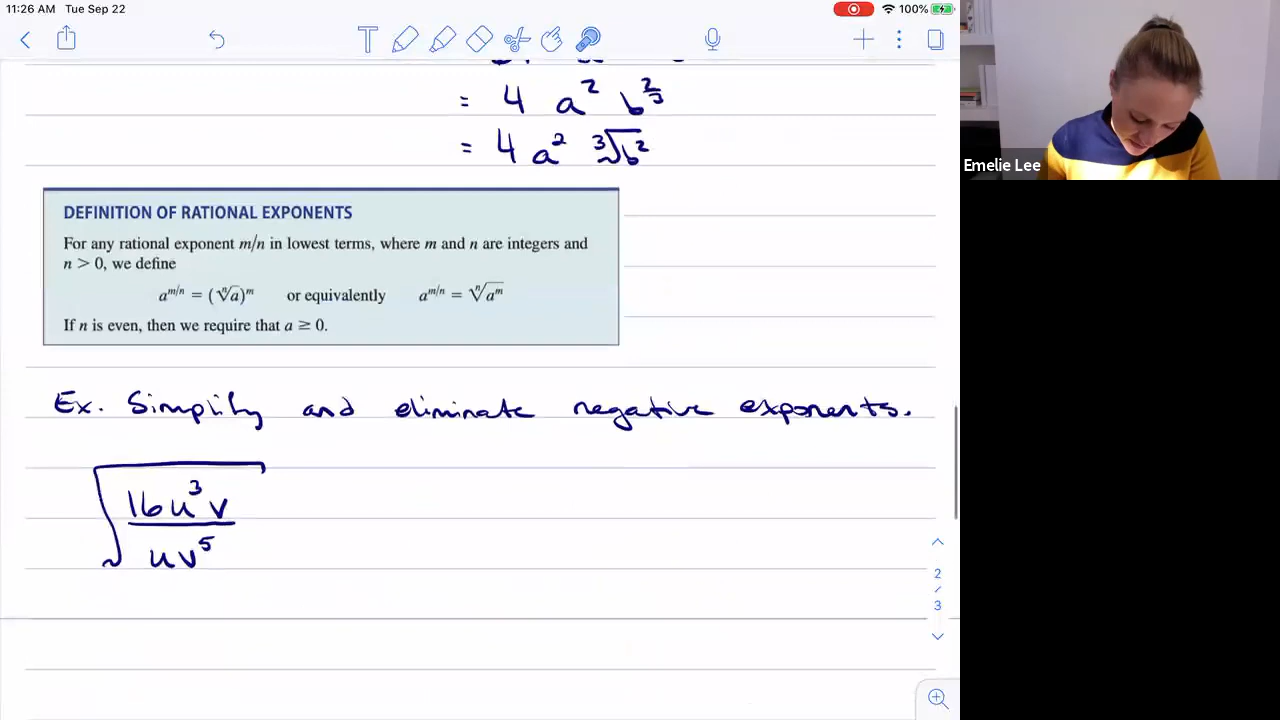 11:26 AM Tue Sep 22
100%
= 4 a² b^(2/3)
= 4 a² ³√b²
Emelie Lee
DEFINITION OF RATIONAL EXPONENTS
For any rational exponent m/n in lowest terms, where m and n are integers and
n > 0, we define
a^(m/n) = (ⁿ√a)^m or equivalently a^(m/n) = ⁿ√(a^m)
If n is even, then we require that a ≥ 0.
Ex. Simplify and eliminate negative exponents.
√(16u³v / uv⁵)
2
/
3